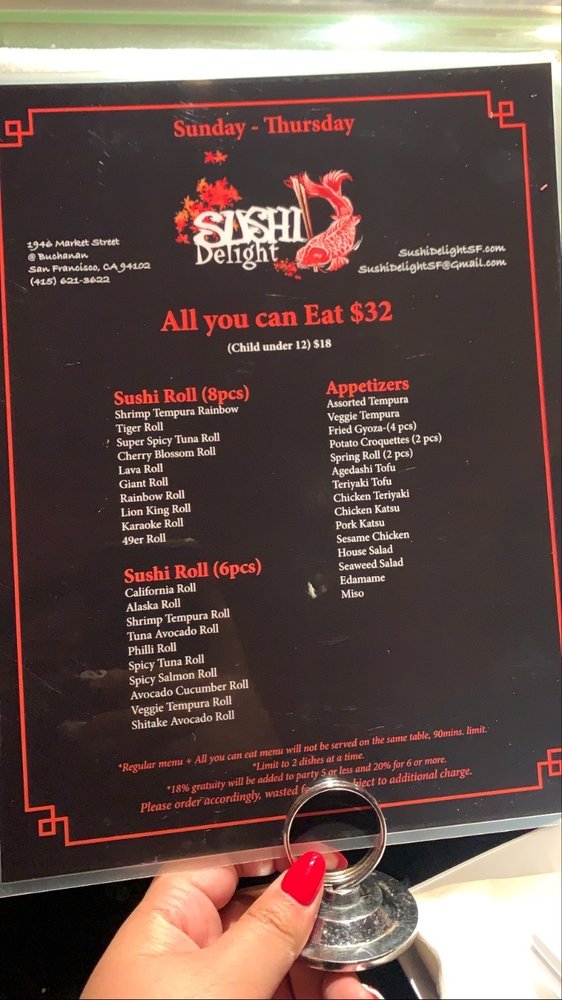 Sunday - Thursday
SUSHI
Delight
1946 Market Street
@ Buchanan
San Francisco, CA 94102
(415) 621-3622
SushiDelightSF.com
SushiDelightSF@Gmail.com
All you can Eat $32
(Child under 12) $18
Sushi Roll (8pcs)
Shrimp Tempura Rainbow
Tiger Roll
Super Spicy Tuna Roll
Cherry Blossom Roll
Lava Roll
Giant Roll
Rainbow Roll
Lion King Roll
Karaoke Roll
49er Roll
Sushi Roll (6pcs)
California Roll
Alaska Roll
Shrimp Tempura Roll
Tuna Avocado Roll
Philli Roll
Spicy Tuna Roll
Spicy Salmon Roll
Avocado Cucumber Roll
Veggie Tempura Roll
Shitake Avocado Roll
Appetizers
Assorted Tempura
Veggie Tempura
Fried Gyoza-(4 pcs)
Potato Croquettes (2 pcs)
Spring Roll (2 pcs)
Agedashi Tofu
Teriyaki Tofu
Chicken Teriyaki
Chicken Katsu
Pork Katsu
Sesame Chicken
House Salad
Seaweed Salad
Edamame
Miso
*Regular menu + All you can eat menu will not be served on the same table, 90mins. limit.
*Limit to 2 dishes at a time.
*18% gratuity will be added to party 5 or less and 20% for 6 or more.
Please order accordingly, wasted to additional charge.